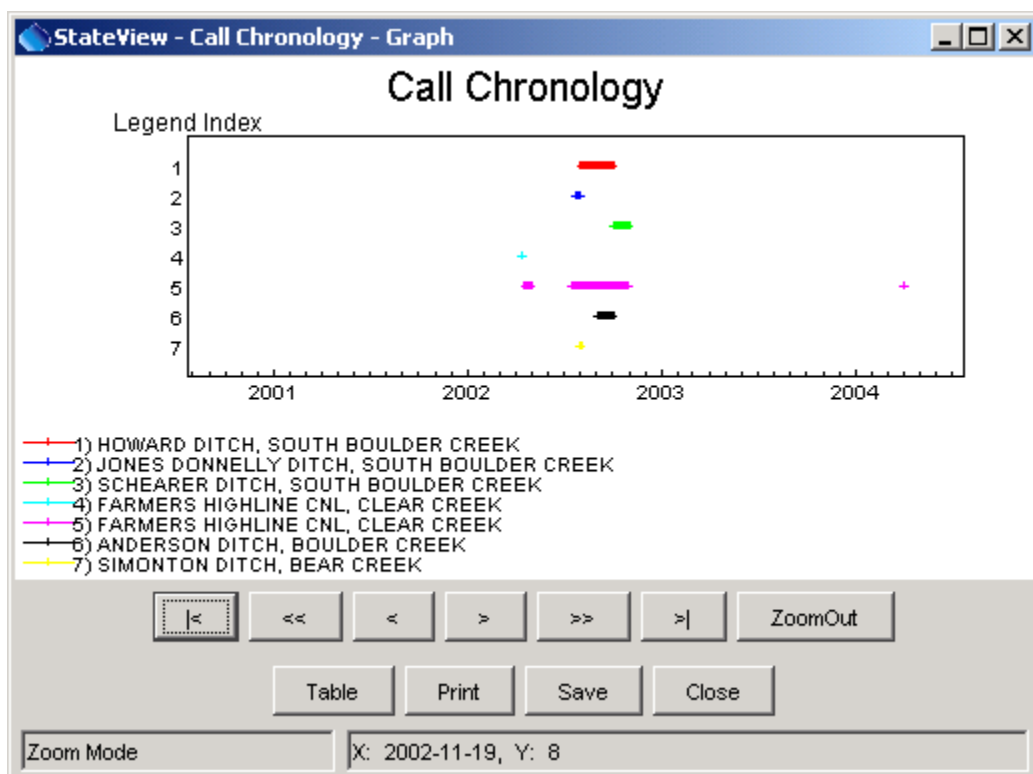 StateView - Call Chronology - Graph
Call Chronology
Legend Index
1
2
3
4
5
6
7
2001 2002 2003 2004
1) HOWARD DITCH, SOUTH BOULDER CREEK
2) JONES DONNELLY DITCH, SOUTH BOULDER CREEK
3) SCHEARER DITCH, SOUTH BOULDER CREEK
4) FARMERS HIGHLINE CNL, CLEAR CREEK
5) FARMERS HIGHLINE CNL, CLEAR CREEK
6) ANDERSON DITCH, BOULDER CREEK
7) SIMONTON DITCH, BEAR CREEK
|< << < > >> >| ZoomOut
Table Print Save Close
Zoom Mode X: 2002-11-19, Y: 8